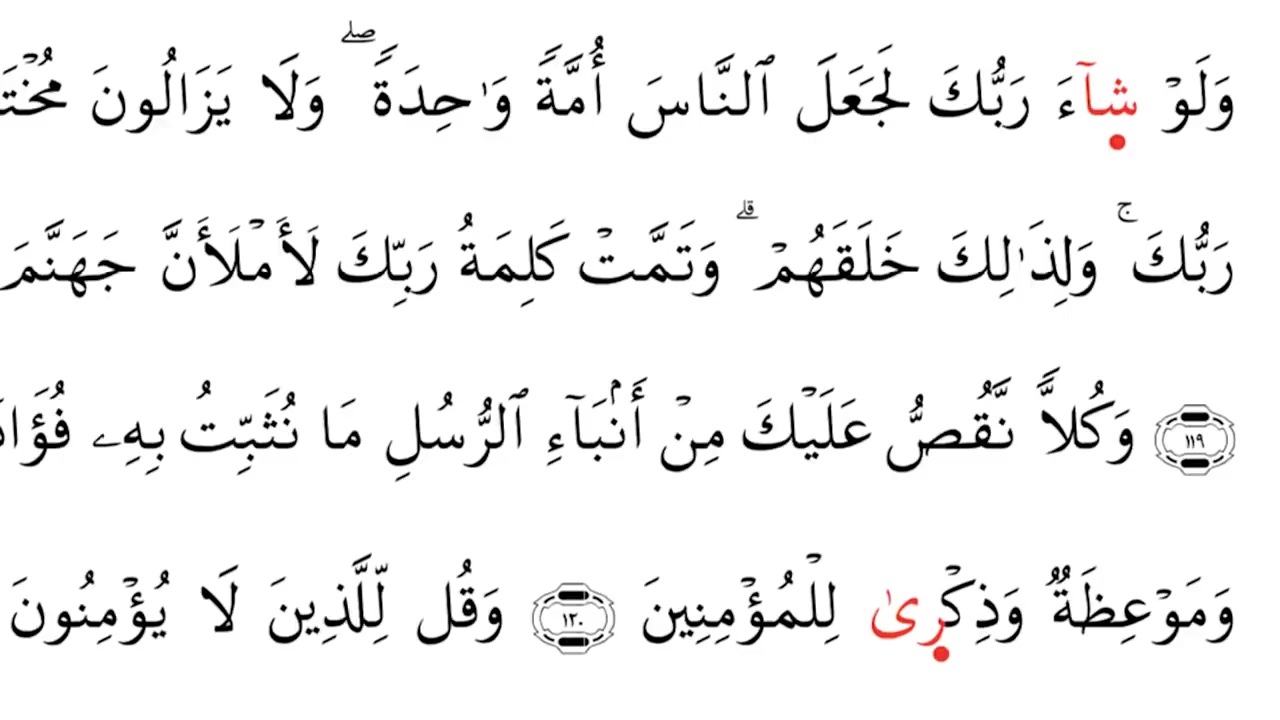 وَلَوۡ شَآءَ رَبُّكَ لَجَعَلَ ٱلنَّاسَ أُمَّةً وَٰحِدَةً ۖ وَلَا يَزَالُونَ
رَبُّكَ ۚ وَلِذَٰلِكَ خَلَقَهُمۡ ۗ وَتَمَّتۡ كَلِمَةُ رَبِّكَ لَأَمۡلَأَنَّ جَهَنَّمَ
١١٩ وَكُلًّا نَّقُصُّ عَلَيۡكَ مِنۡ أَنۢبَآءِ ٱلرُّسُلِ مَا نُثَبِّتُ بِهِۦ
وَمَوۡعِظَةٌ وَذِكۡرٜىٰ لِلۡمُؤۡمِنِينَ ١٢٠ وَقُل لِّلَّذِينَ لَا يُؤۡمِنُونَ